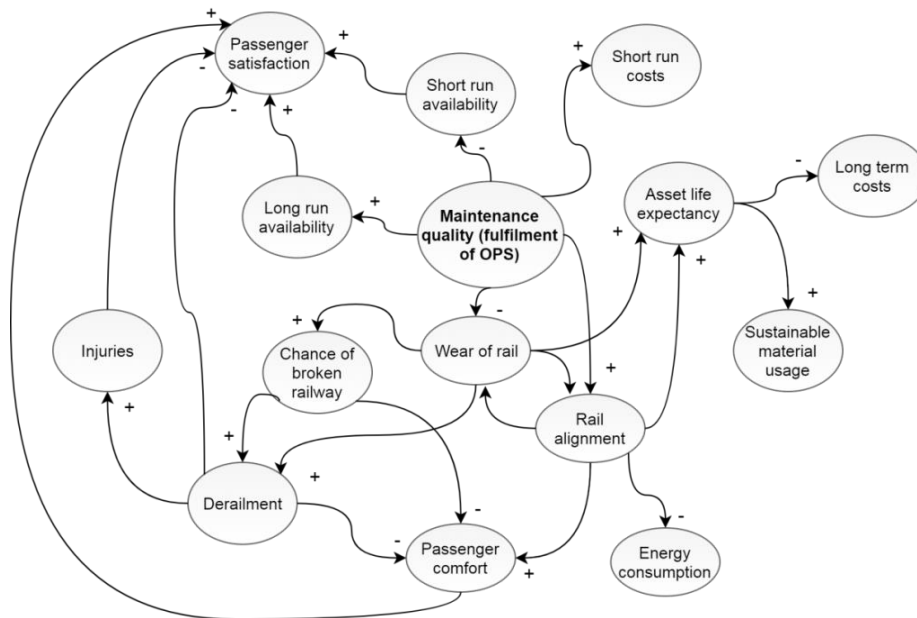 +
Passenger
satisfaction
-
-
+
+
Short run
availability
-
+
Short run
costs
Long run
availability
+
Maintenance
quality (fulfilment
of OPS)
Asset life
expectancy
-
Long term
costs
+
+
+
Sustainable
material
usage
Injuries
+
+
Chance of
broken
railway
-
Wear of rail
+
Rail
alignment
+
+
Derailment
-
-
Passenger
comfort
+
-
Energy
consumption